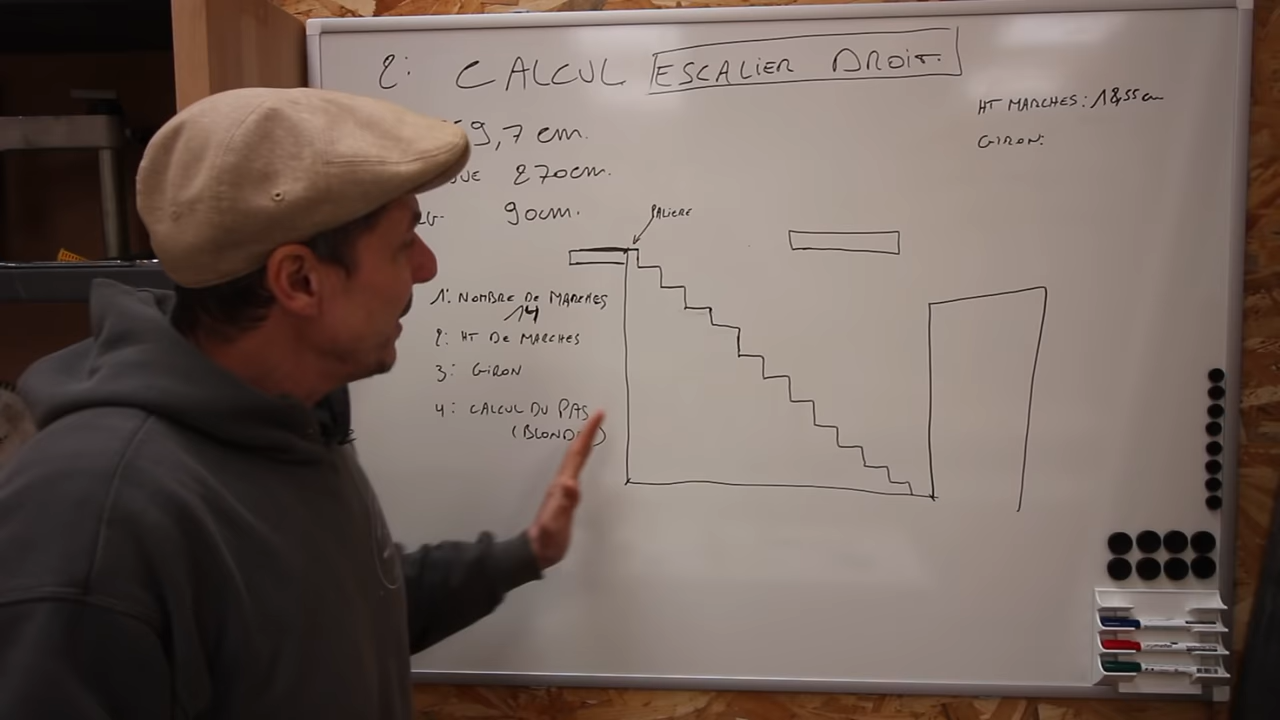 2: CALCUL ESCALIER DROIT.
HT MARCHES: 18,55cm
GIRON:
9,7 cm.
270cm.
90cm.
PALIERE
1: NOMBRE DE MARCHES
14
2: HT DE MARCHES
3: GIRON
4: CALCUL DU PAS